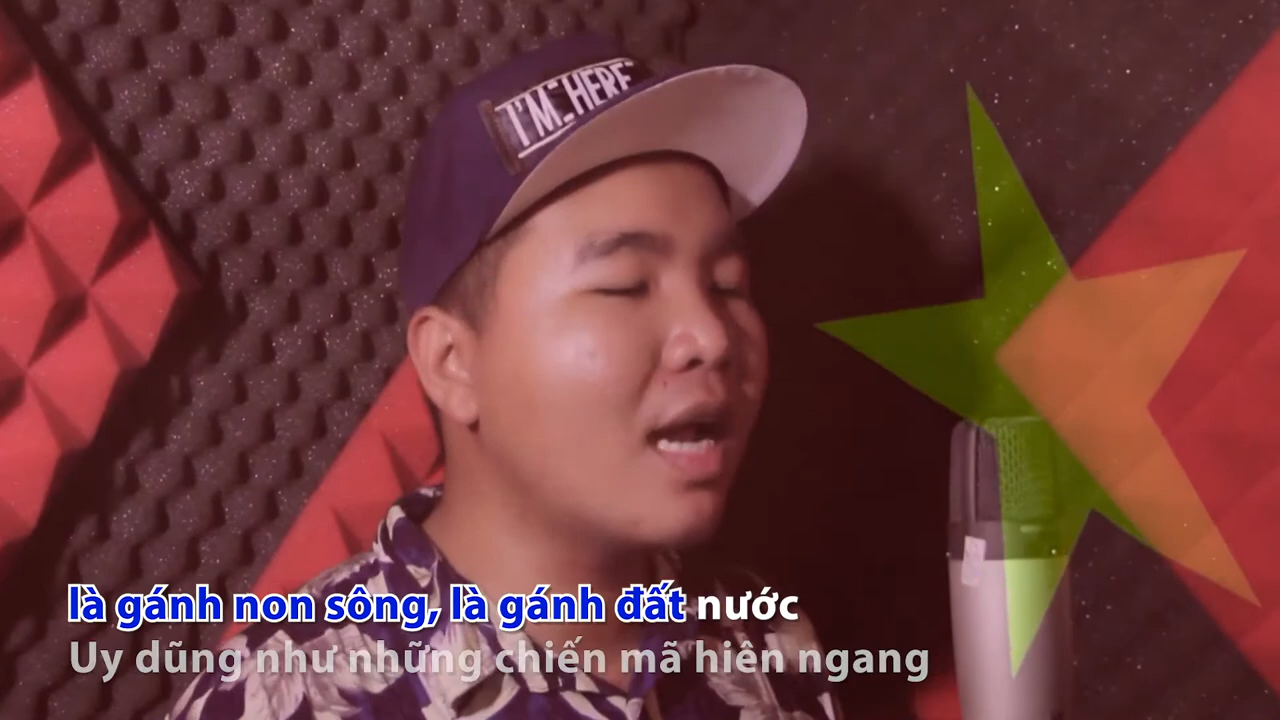 I'M HERE
là gánh non sông, là gánh đất nước
Uy dũng như những chiến mã hiên ngang